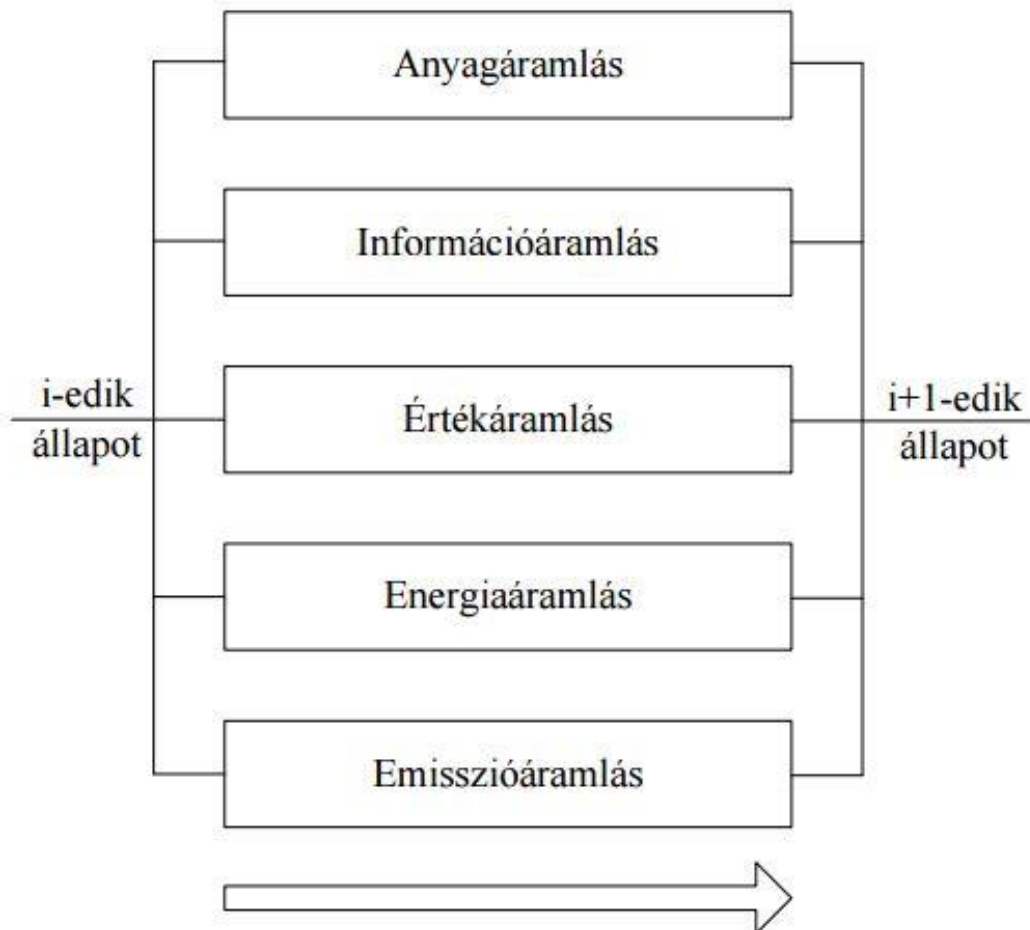 Anyagáramlás
Információáramlás
i-edik
állapot
Értékáramlás
i+1-edik
állapot
Energiaáramlás
Emisszióáramlás